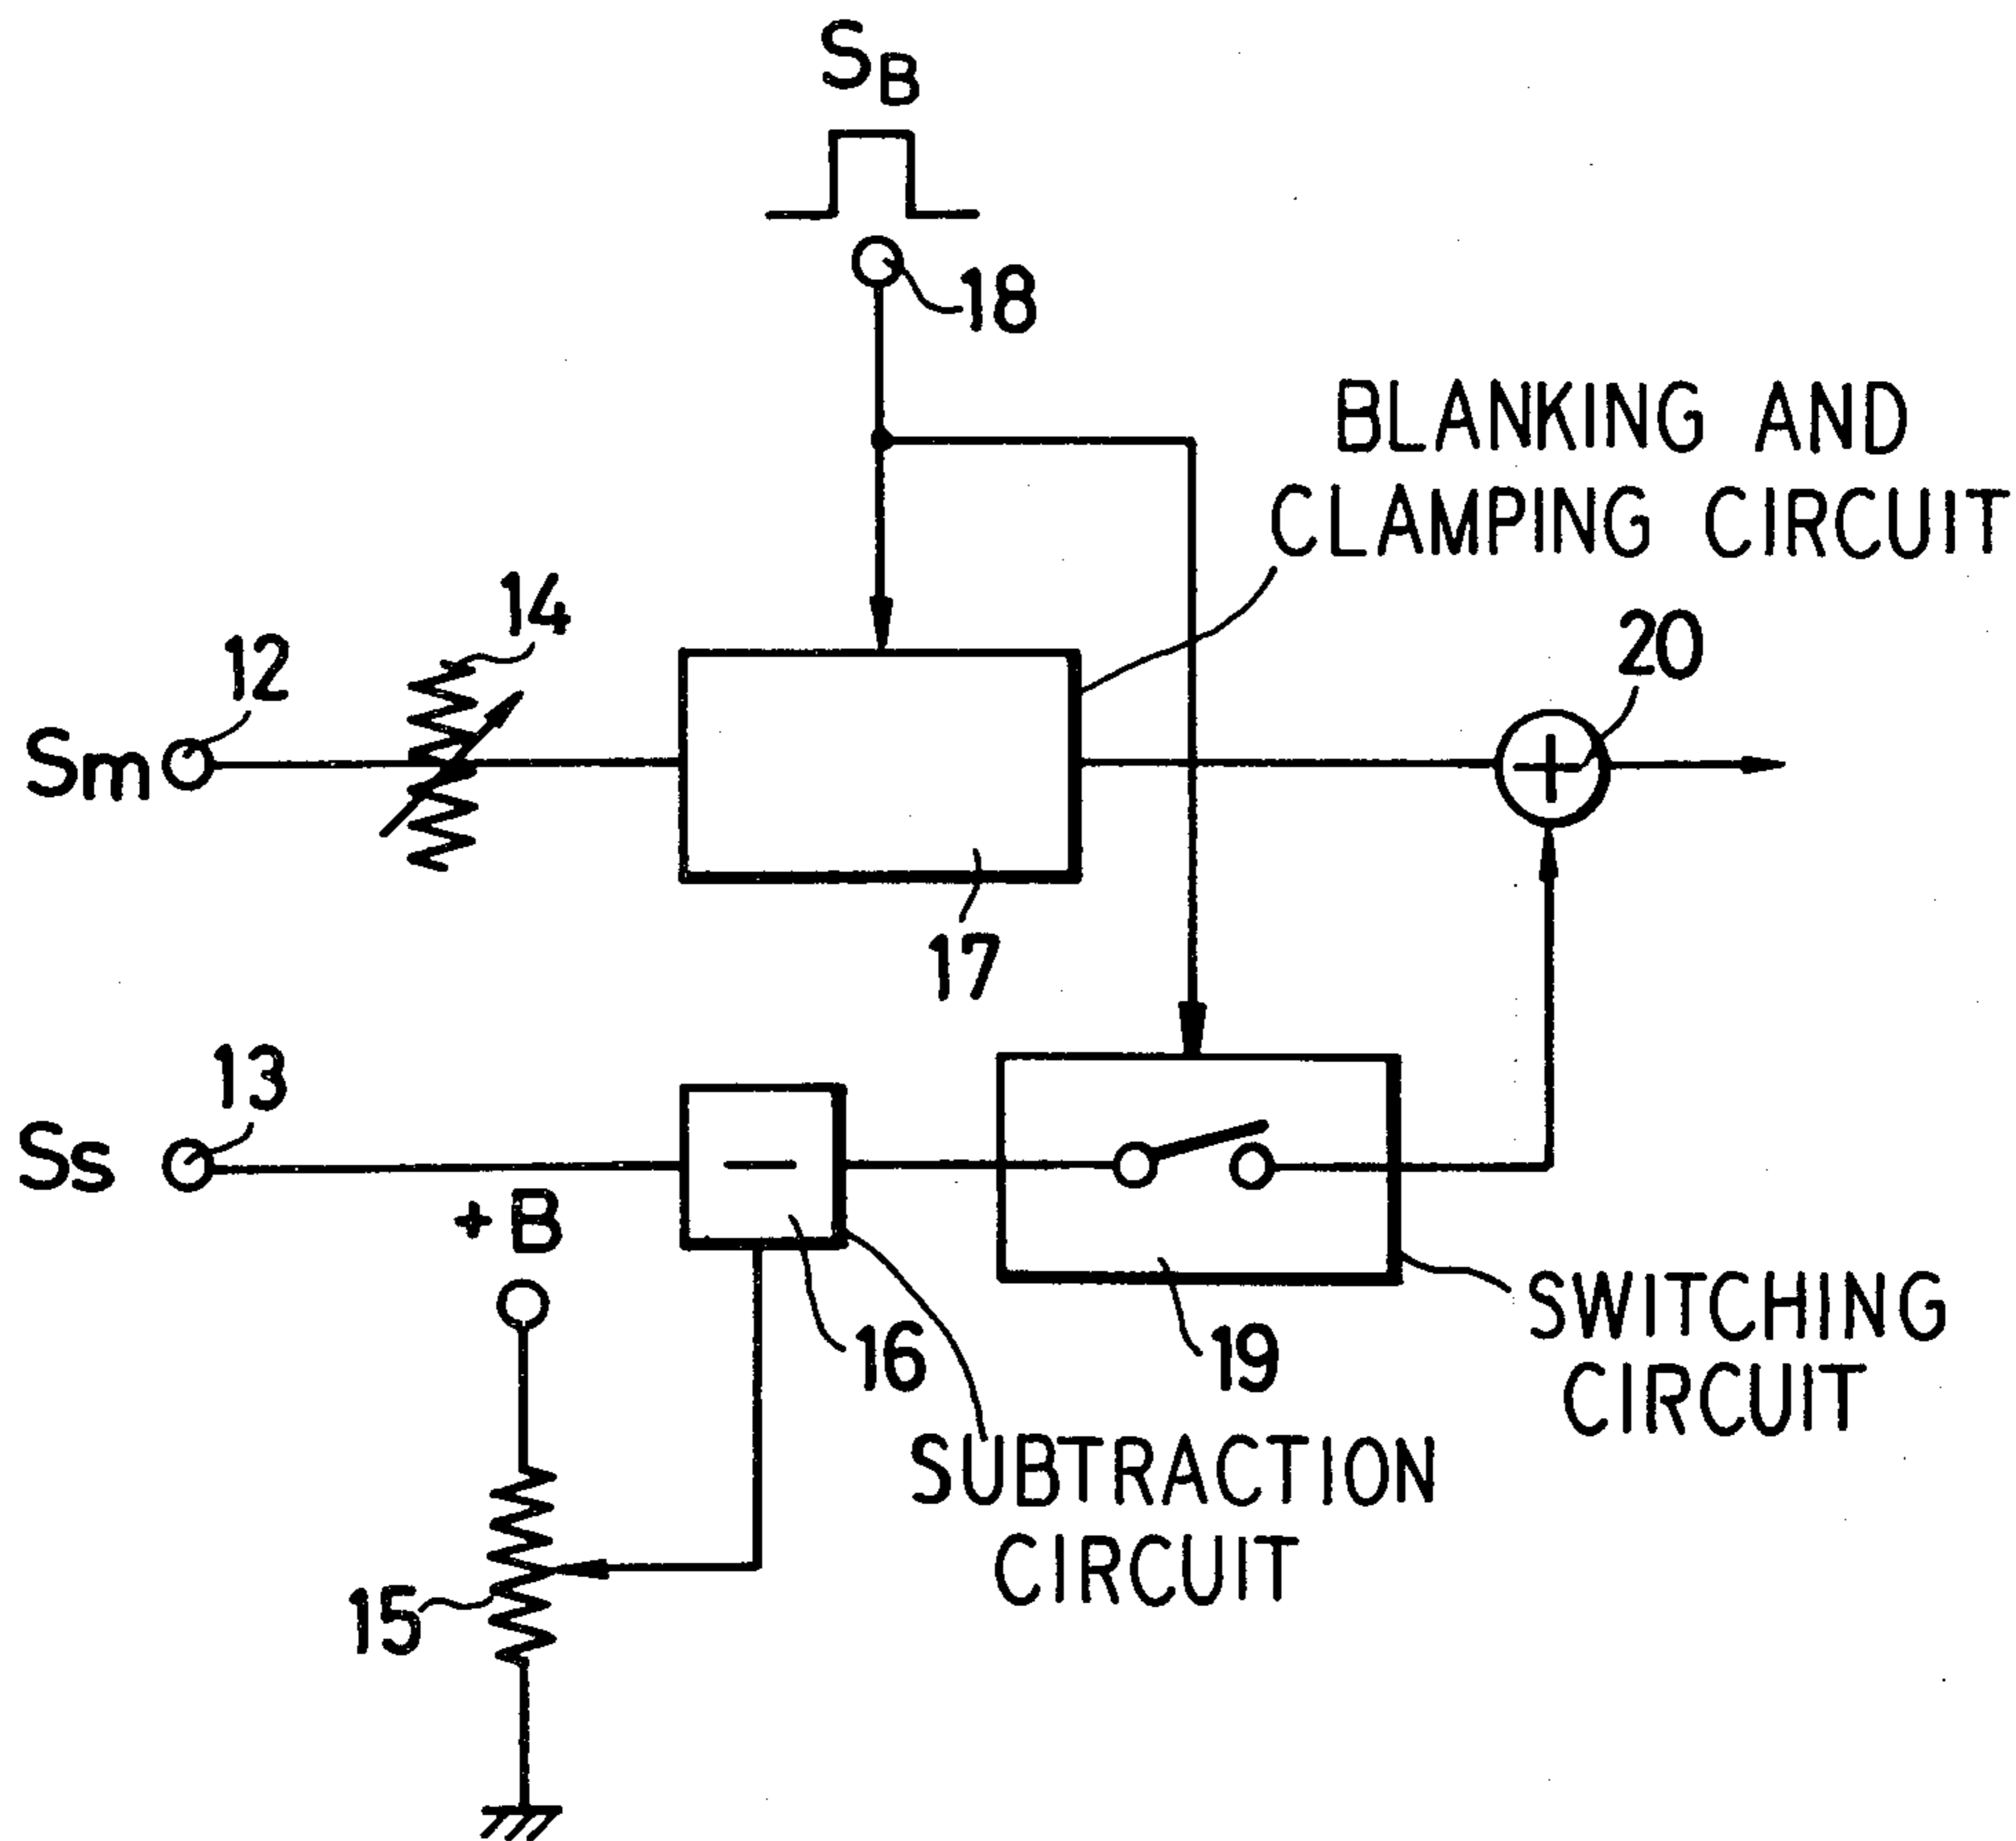 SB
18
BLANKING AND
CLAMPING CIRCUIT
14
12
20
Sm
17
13
Ss
+B
16
19
SWITCHING
CIRCUIT
SUBTRACTION
CIRCUIT
15